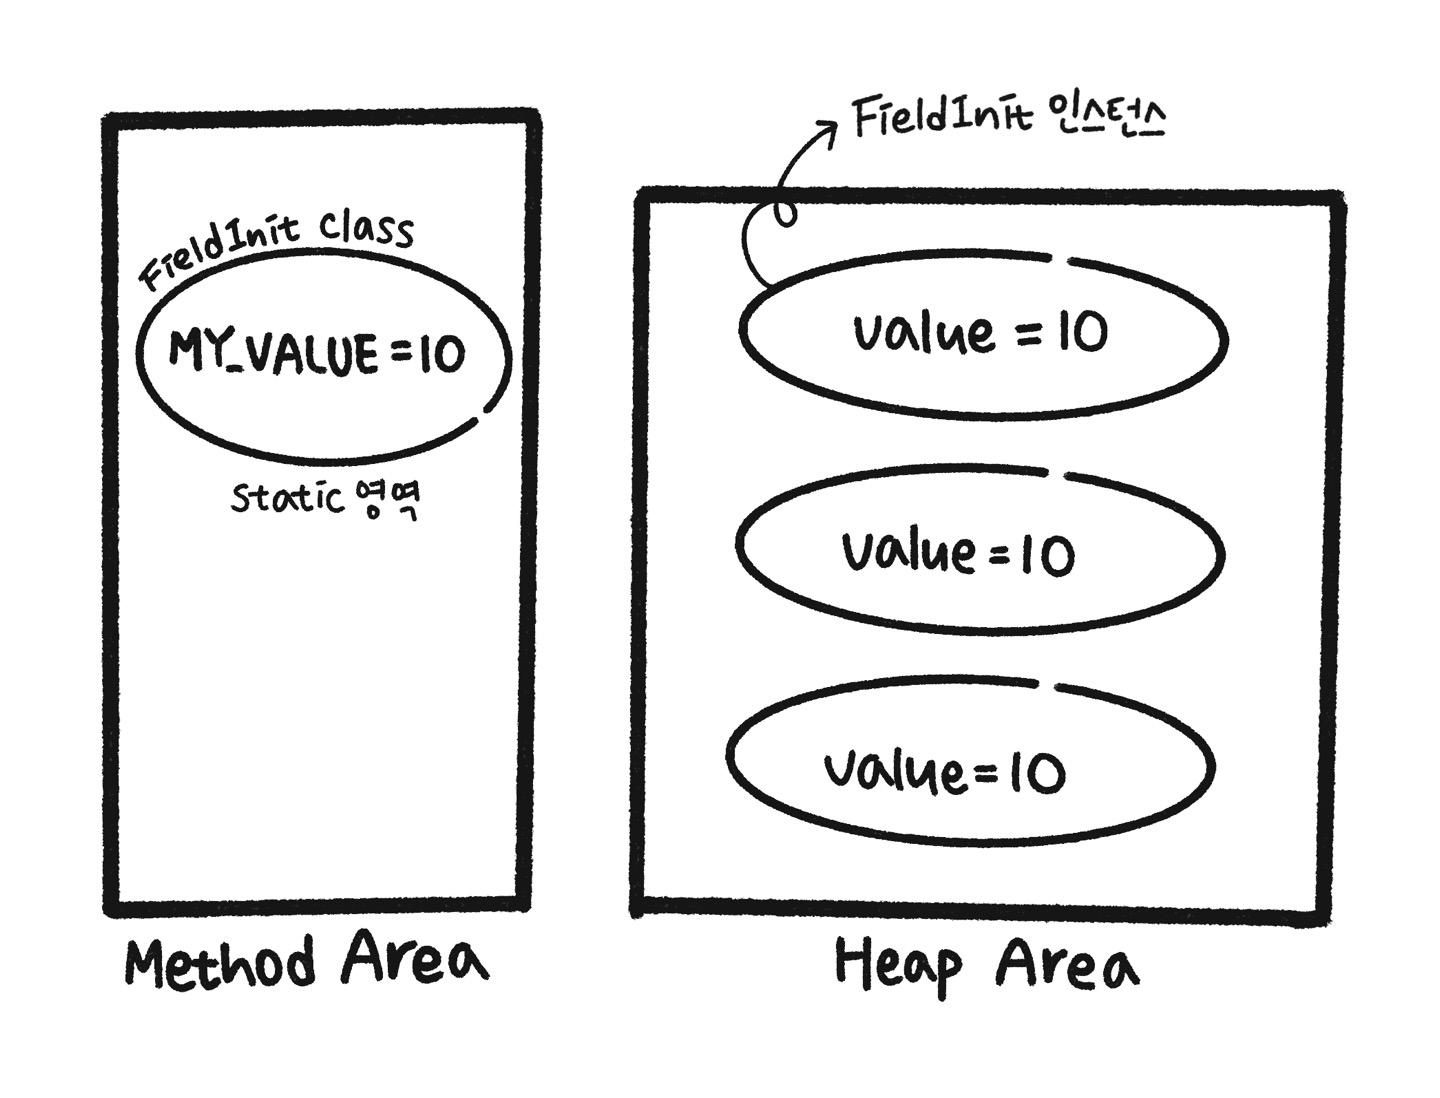 FieldInit class
MY_VALUE = 10
static 영역
Method Area
FieldInit 인스턴스
value = 10
value = 10
value = 10
Heap Area